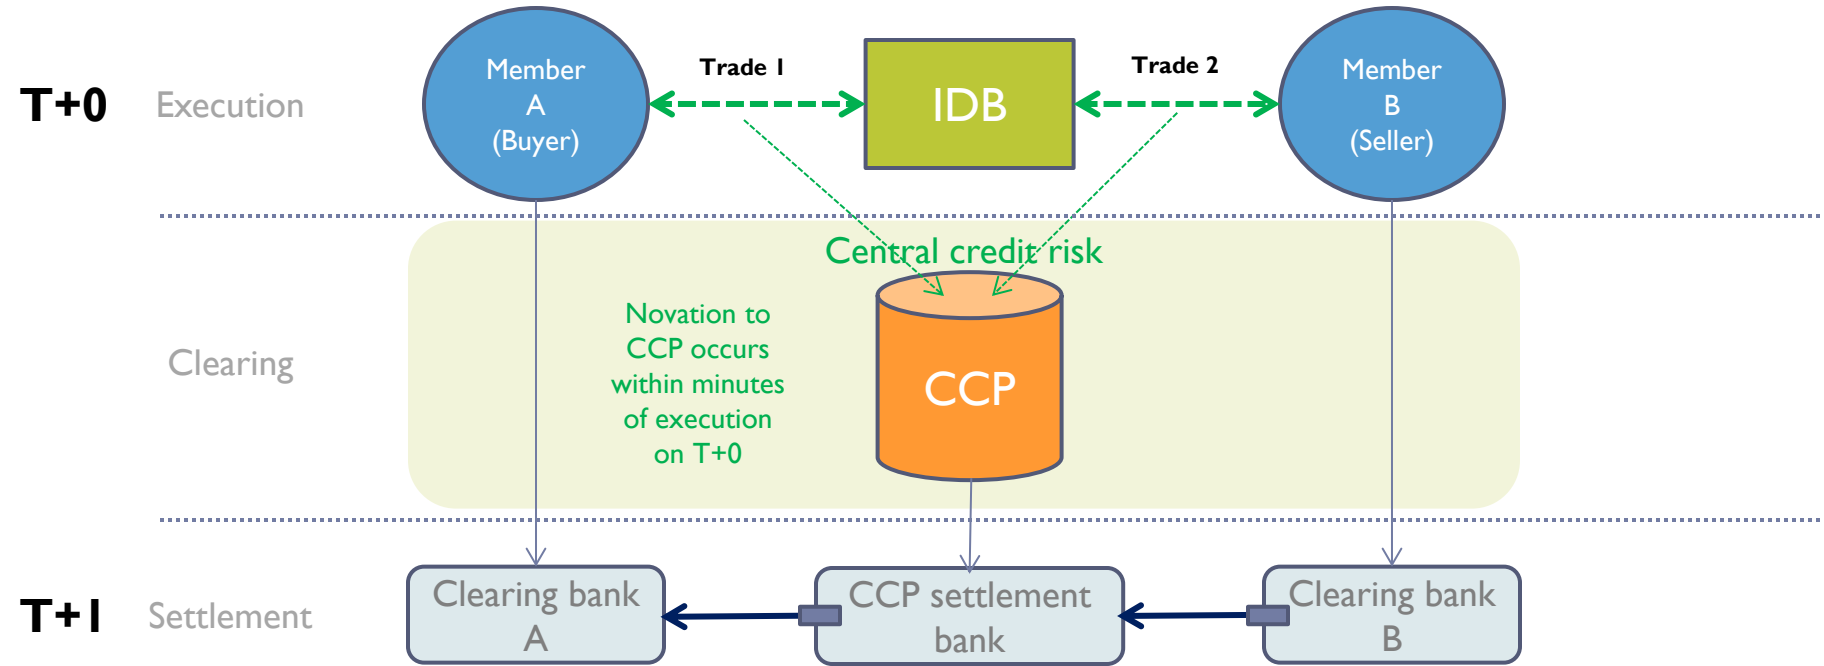 T+0
Execution
Member
A
(Buyer)
Trade 1
IDB
Trade 2
Member
B
(Seller)
Central credit risk
Clearing
Novation to
CCP occurs
within minutes
of execution
on T+0
CCP
T+1
Settlement
Clearing bank
A
CCP settlement
bank
Clearing bank
B